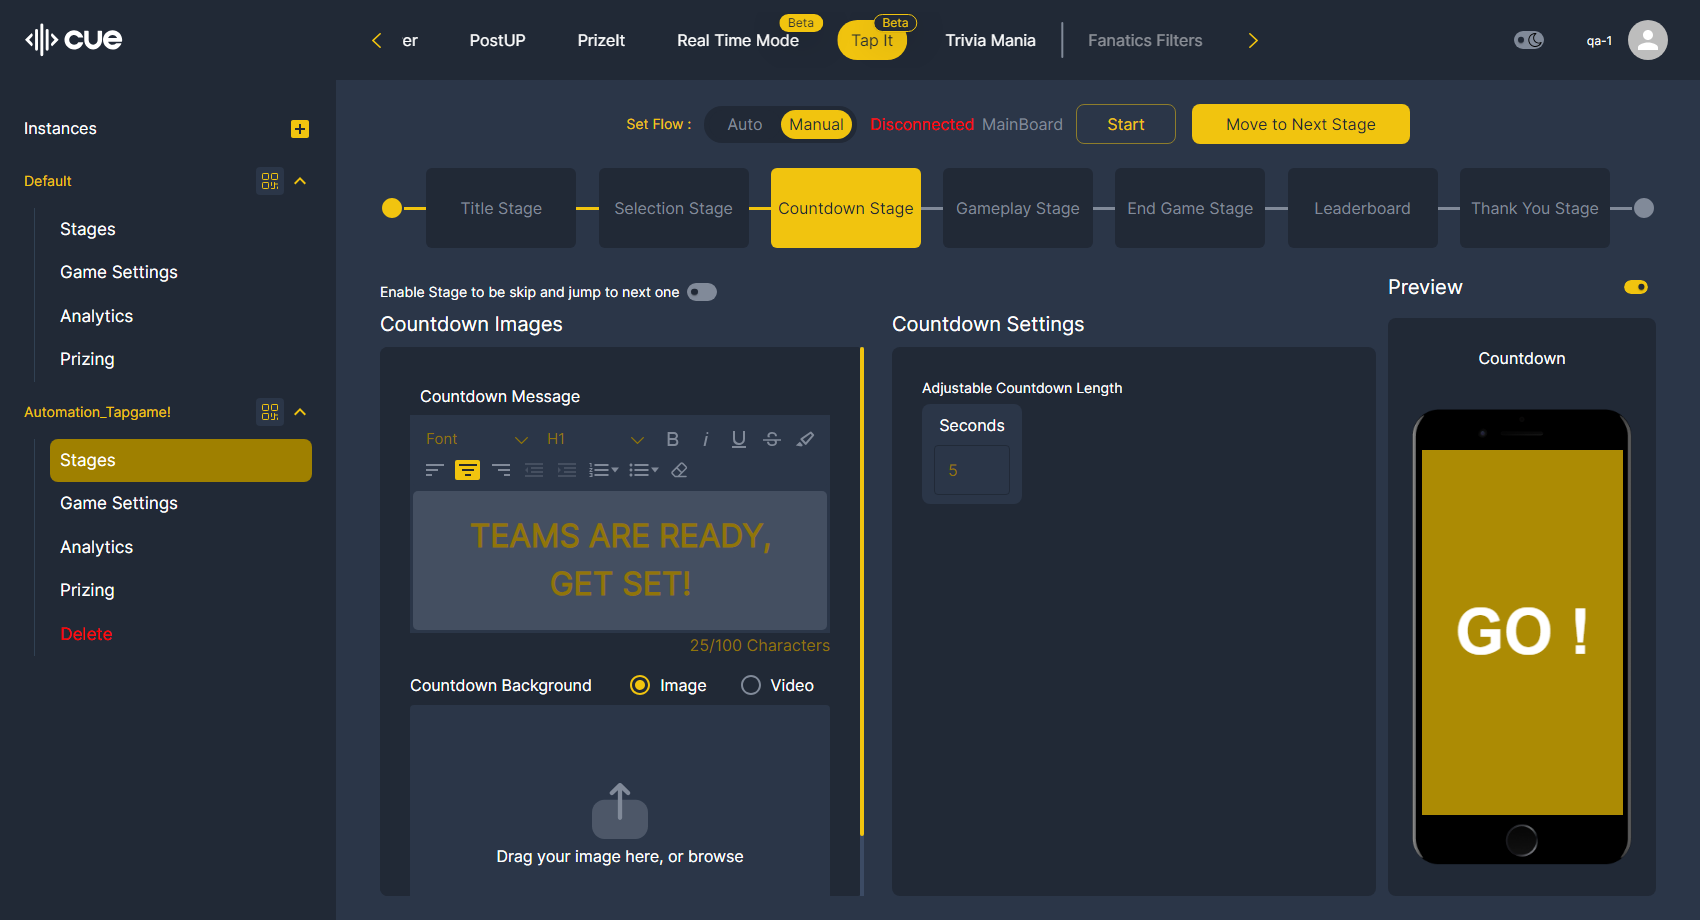 cue
er
PostUP
PrizeIt
Real Time Mode
Beta
Tap It
Beta
Trivia Mania
Fanatics Filters
qa-1
Instances
Default
Stages
Game Settings
Analytics
Prizing
Automation_Tapgame!
Stages
Game Settings
Analytics
Prizing
Delete
Set Flow :
Auto
Manual
Disconnected MainBoard
Start
Move to Next Stage
Title Stage
Selection Stage
Countdown Stage
Gameplay Stage
End Game Stage
Leaderboard
Thank You Stage
Enable Stage to be skip and jump to next one
Countdown Images
Countdown Message
Font
H1
B
i
U
S
TEAMS ARE READY,
GET SET!
25/100 Characters
Countdown Background
Image
Video
Drag your image here, or browse
Countdown Settings
Adjustable Countdown Length
Seconds
5
Preview
Countdown
GO !